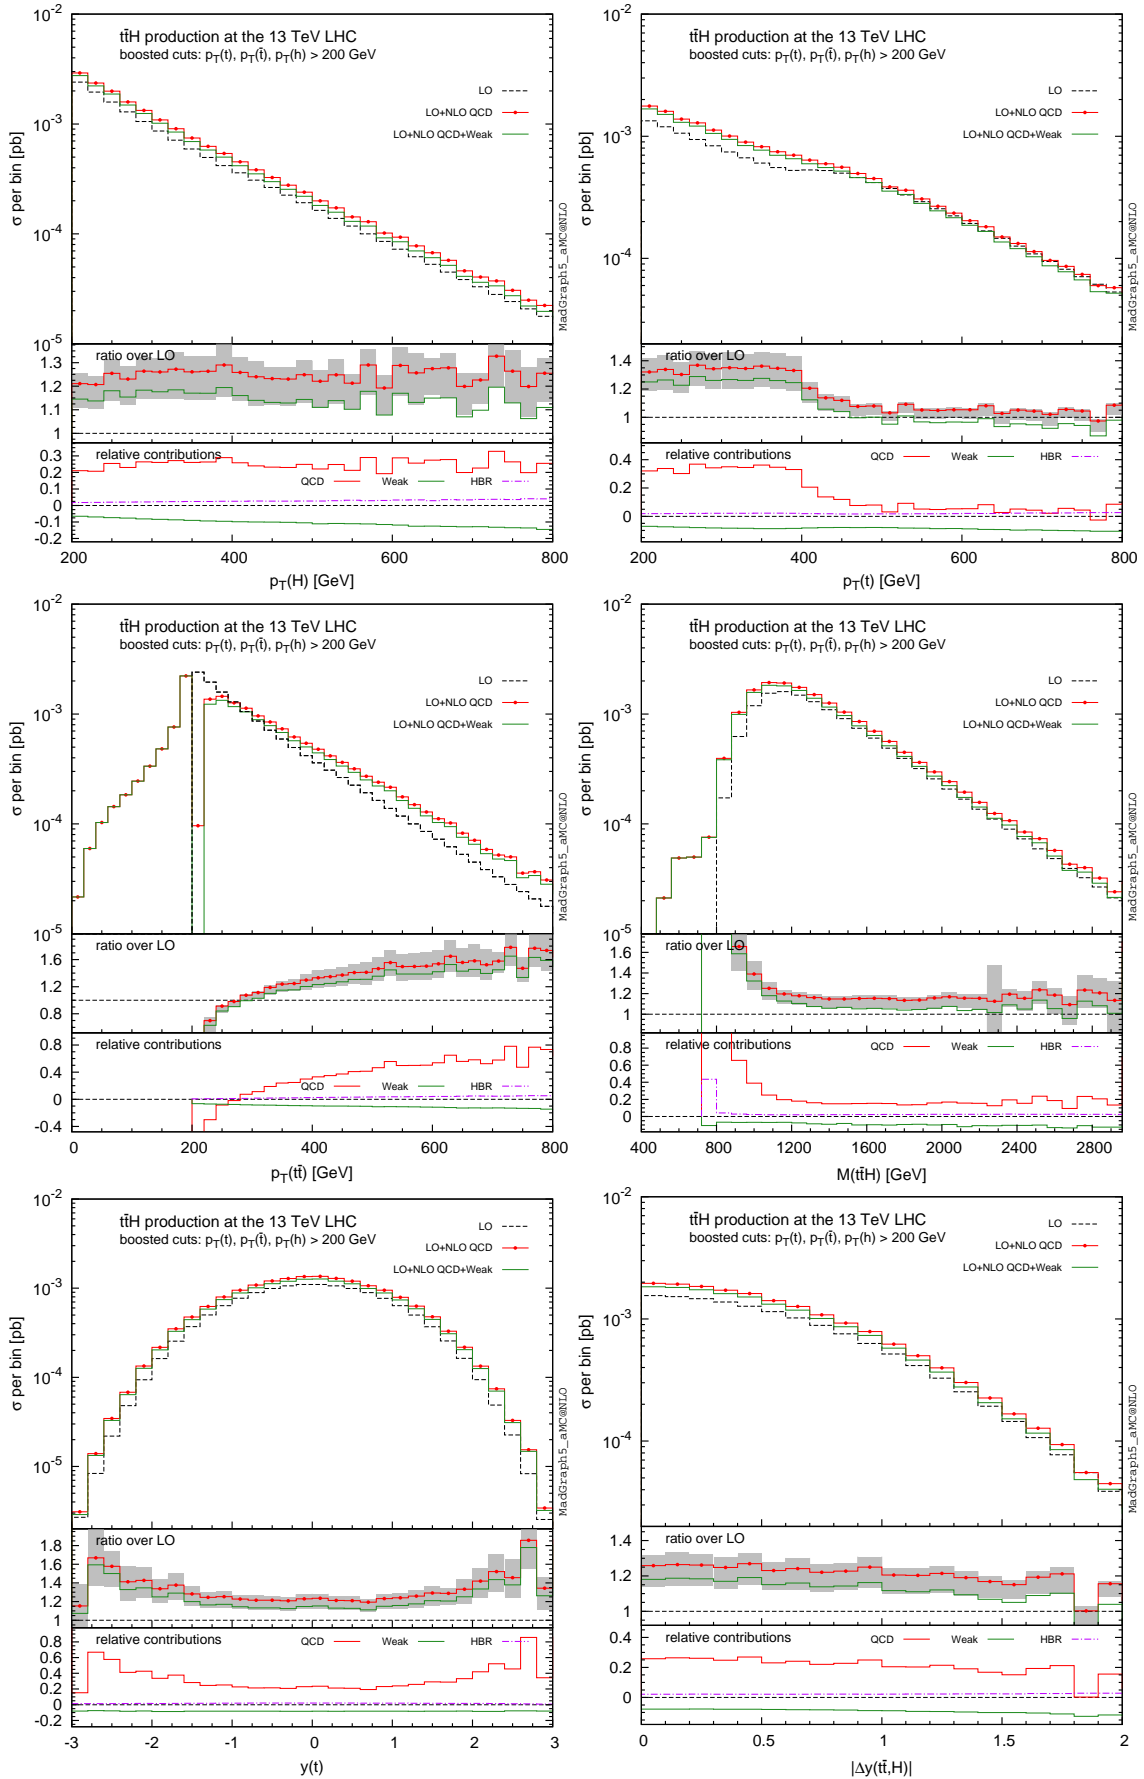 tt̄H production at the 13 TeV LHC
boosted cuts: p_T(t), p_T(t̄), p_T(h) > 200 GeV
LO
LO+NLO QCD
LO+NLO QCD+Weak
σ per bin [pb]
10^-2
10^-3
10^-4
10^-5
MadGraph5_aMC@NLO
ratio over LO
1.3
1.2
1.1
1
relative contributions
QCD Weak HBR
0.3
0.2
0.1
0
-0.1
-0.2
200 400 600 800
p_T(H) [GeV]
tt̄H production at the 13 TeV LHC
boosted cuts: p_T(t), p_T(t̄), p_T(h) > 200 GeV
LO
LO+NLO QCD
LO+NLO QCD+Weak
σ per bin [pb]
10^-2
10^-3
10^-4
MadGraph5_aMC@NLO
ratio over LO
1.4
1.2
1
relative contributions
QCD Weak HBR
0.4
0.2
0
200 400 600 800
p_T(t) [GeV]
tt̄H production at the 13 TeV LHC
boosted cuts: p_T(t), p_T(t̄), p_T(h) > 200 GeV
LO
LO+NLO QCD
LO+NLO QCD+Weak
σ per bin [pb]
10^-2
10^-3
10^-4
10^-5
MadGraph5_aMC@NLO
ratio over LO
1.6
1.2
1
0.8
relative contributions
QCD Weak HBR
0.8
0.4
0
-0.4
0 200 400 600 800
p_T(tt̄) [GeV]
tt̄H production at the 13 TeV LHC
boosted cuts: p_T(t), p_T(t̄), p_T(h) > 200 GeV
LO
LO+NLO QCD
LO+NLO QCD+Weak
σ per bin [pb]
10^-2
10^-3
10^-4
10^-5
MadGraph5_aMC@NLO
ratio over LO
1.6
1.4
1.2
1
relative contributions
QCD Weak HBR
0.8
0.6
0.4
0.2
0
400 800 1200 1600 2000 2400 2800
M(tt̄H) [GeV]
tt̄H production at the 13 TeV LHC
boosted cuts: p_T(t), p_T(t̄), p_T(h) > 200 GeV
LO
LO+NLO QCD
LO+NLO QCD+Weak
σ per bin [pb]
10^-2
10^-3
10^-4
10^-5
MadGraph5_aMC@NLO
ratio over LO
1.8
1.6
1.4
1.2
1
relative contributions
QCD Weak HBR
0.8
0.6
0.4
0.2
0
-0.2
-3 -2 -1 0 1 2 3
y(t)
tt̄H production at the 13 TeV LHC
boosted cuts: p_T(t), p_T(t̄), p_T(h) > 200 GeV
LO
LO+NLO QCD
LO+NLO QCD+Weak
σ per bin [pb]
10^-2
10^-3
10^-4
MadGraph5_aMC@NLO
ratio over LO
1.4
1.2
1
relative contributions
QCD Weak HBR
0.4
0.2
0
0 0.5 1 1.5 2
|Δy(tt̄,H)|